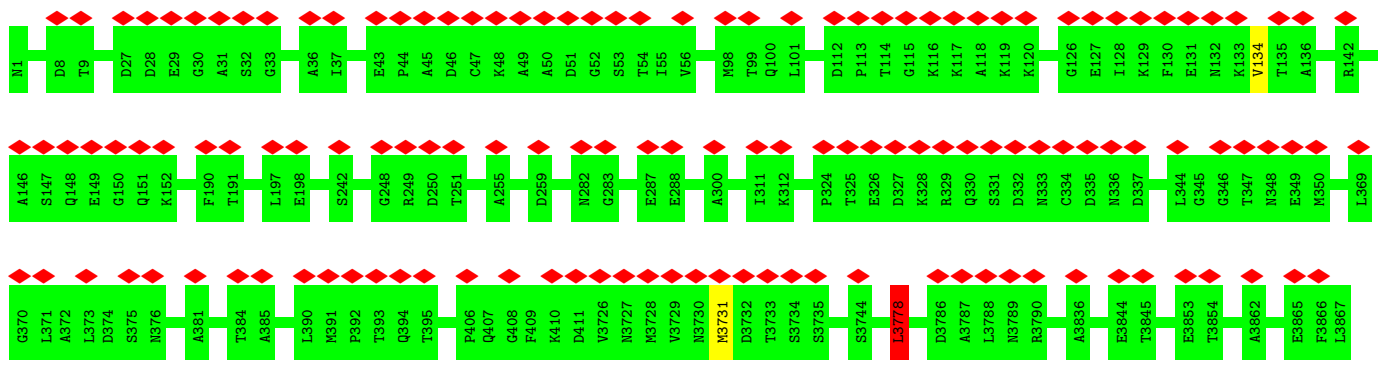 N1 D8 T9 D27 D28 E29 G30 A31 S32 G33 A36 I37 E43 P44 A45 D46 C47 K48 A49 A50 D51 G52 S53 T54 I55 V56 M98 T99 Q100 L101 D112 P113 T114 G115 K116 K117 A118 K119 K120 G126 E127 I128 K129 F130 E131 N132 K133 V134 T135 A136 R142
A146 S147 Q148 E149 G150 Q151 K152 F190 T191 L197 E198 S242 G248 R249 D250 T251 A255 D259 N282 G283 E287 E288 A300 I311 K312 P324 T325 E326 D327 K328 R329 Q330 S331 D332 N333 C334 D335 N336 D337 L344 G345 G346 T347 N348 E349 M350 L369
G370 L371 A372 L373 D374 S375 N376 A381 T384 A385 L390 M391 P392 T393 Q394 T395 P406 Q407 G408 F409 K410 D411 V3726 N3727 M3728 V3729 N3730 M3731 D3732 T3733 S3734 S3735 S3744 L3778 D3786 A3787 L3788 N3789 R3790 A3836 E3844 T3845 E3853 T3854 A3862 E3865 F3866 L3867